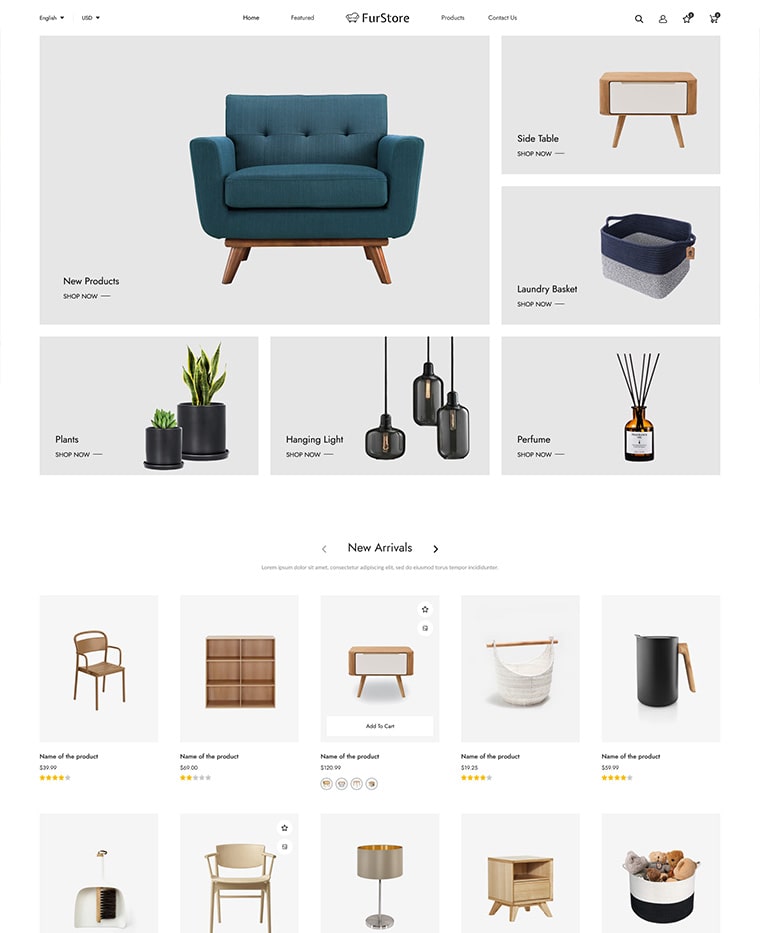 English
USD
Home
Featured
FurStore
Products
Contact Us
0
0
New Products
SHOP NOW
Side Table
SHOP NOW
Laundry Basket
SHOP NOW
Plants
SHOP NOW
Hanging Light
SHOP NOW
Perfume
SHOP NOW
New Arrivals
Lorem ipsum dolor sit amet, consectetur adipiscing elit, sed do eiusmod torus tempor incididunter.
Name of the product
$39.99
Name of the product
$69.00
Add To Cart
Name of the product
$120.99
Name of the product
$19.25
Name of the product
$59.99